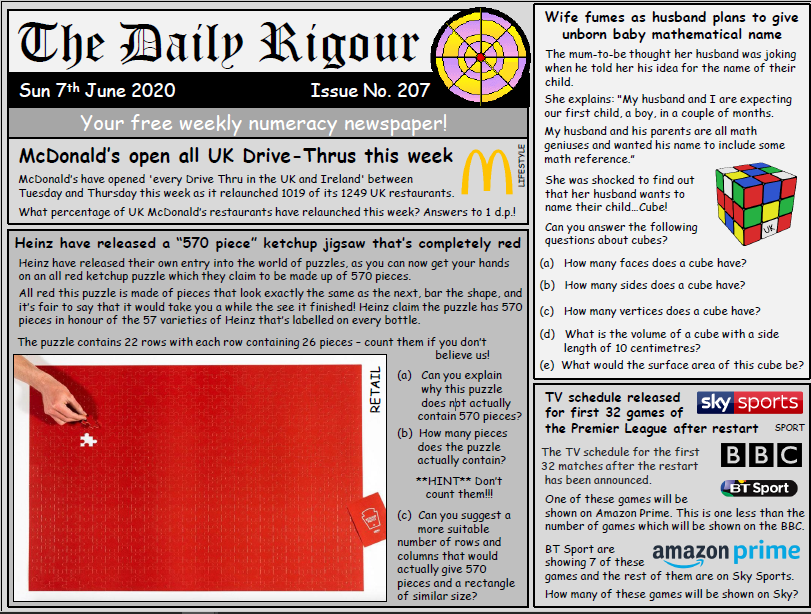 The Daily Rigour
Sun 7th June 2020 Issue No. 207
Your free weekly numeracy newspaper!
McDonald's open all UK Drive-Thrus this week
LIFESTYLE
McDonald's have opened 'every Drive Thru in the UK and Ireland' between
Tuesday and Thursday this week as it relaunched 1019 of its 1249 UK restaurants.
What percentage of UK McDonald's restaurants have relaunched this week? Answers to 1 d.p.!
Heinz have released a "570 piece" ketchup jigsaw that's completely red
Heinz have released their own entry into the world of puzzles, as you can now get your hands
on an all red ketchup puzzle which they claim to be made up of 570 pieces.
All red this puzzle is made of pieces that look exactly the same as the next, bar the shape, and
it's fair to say that it would take you a while the see it finished! Heinz claim the puzzle has 570
pieces in honour of the 57 varieties of Heinz that's labelled on every bottle.
The puzzle contains 22 rows with each row containing 26 pieces – count them if you don't
believe us!
RETAIL
(a) Can you explain
why this puzzle
does not actually
contain 570 pieces?
(b) How many pieces
does the puzzle
actually contain?
**HINT** Don't
count them!!!
(c) Can you suggest a
more suitable
number of rows and
columns that would
actually give 570
pieces and a rectangle
of similar size?
Wife fumes as husband plans to give
unborn baby mathematical name
The mum-to-be thought her husband was joking
when he told her his idea for the name of their
child.
She explains: "My husband and I are expecting
our first child, a boy, in a couple of months.
My husband and his parents are all math
geniuses and wanted his name to include some
math reference."
She was shocked to find out
that her husband wants to
name their child...Cube!
UK
Can you answer the following
questions about cubes?
(a) How many faces does a cube have?
(b) How many sides does a cube have?
(c) How many vertices does a cube have?
(d) What is the volume of a cube with a side
length of 10 centimetres?
(e) What would the surface area of this cube be?
TV schedule released
for first 32 games of
the Premier League after restart
sky sports
SPORT
The TV schedule for the first
32 matches after the restart
has been announced.
BBC
BT Sport
One of these games will be
shown on Amazon Prime. This is one less than the
number of games which will be shown on the BBC.
BT Sport are
showing 7 of these
games and the rest of them are on Sky Sports.
amazon prime
How many of these games will be shown on Sky?